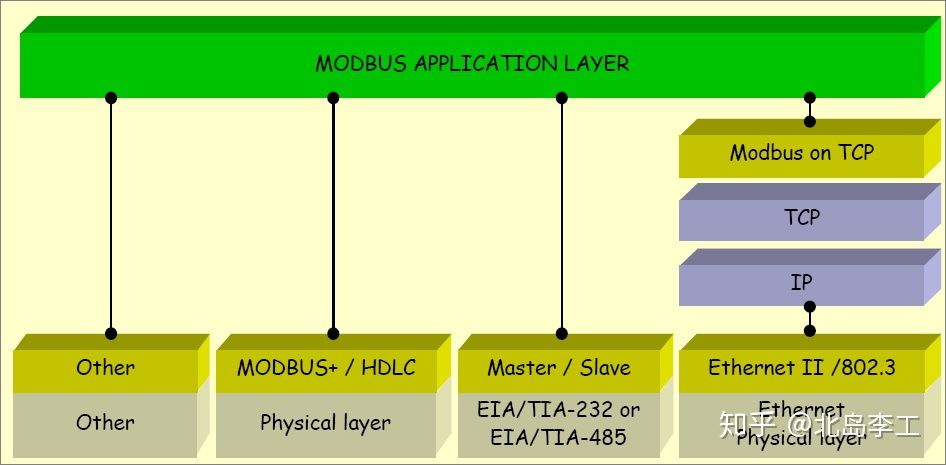 MODBUS APPLICATION LAYER
Modbus on TCP
TCP
IP
Other
MODBUS+ / HDLC
Master / Slave
Ethernet II /802.3
Other
Physical layer
EIA/TIA-232 or
EIA/TIA-485
Ethernet
Physical layer
知乎 @北岛李工